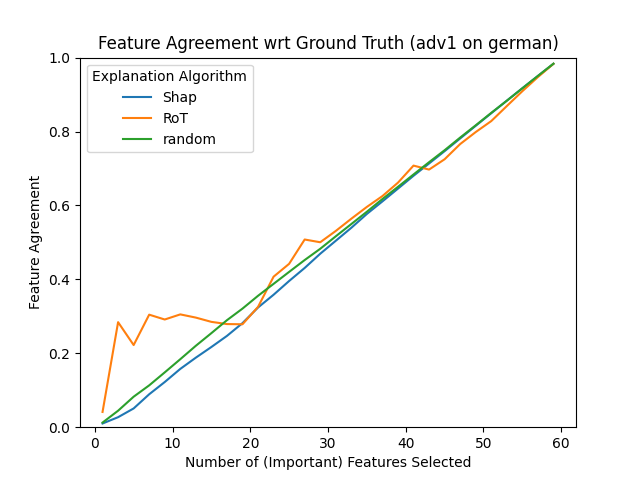 Feature Agreement wrt Ground Truth (adv1 on german)
Explanation Algorithm
Shap
RoT
random
Feature Agreement
1.0
0.8
0.6
0.4
0.2
0.0
0 10 20 30 40 50 60
Number of (Important) Features Selected